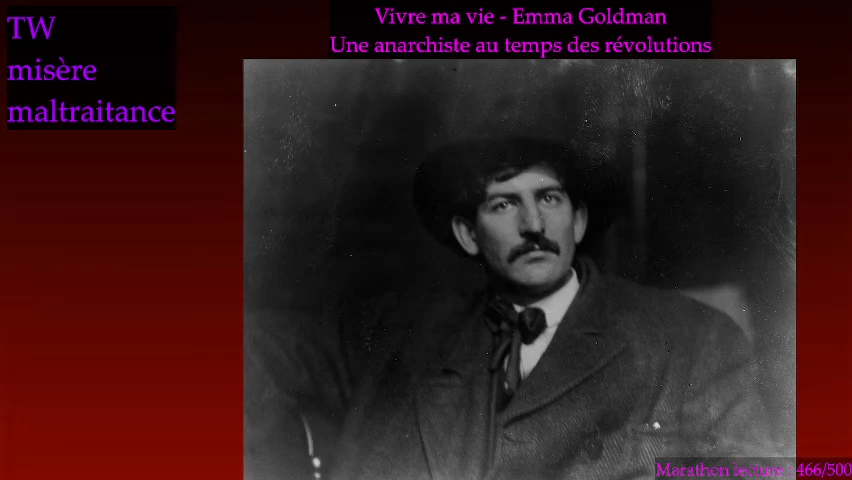 TW
misère
maltraitance
Vivre ma vie - Emma Goldman
Une anarchiste au temps des révolutions
Marathon lecture : 466/500